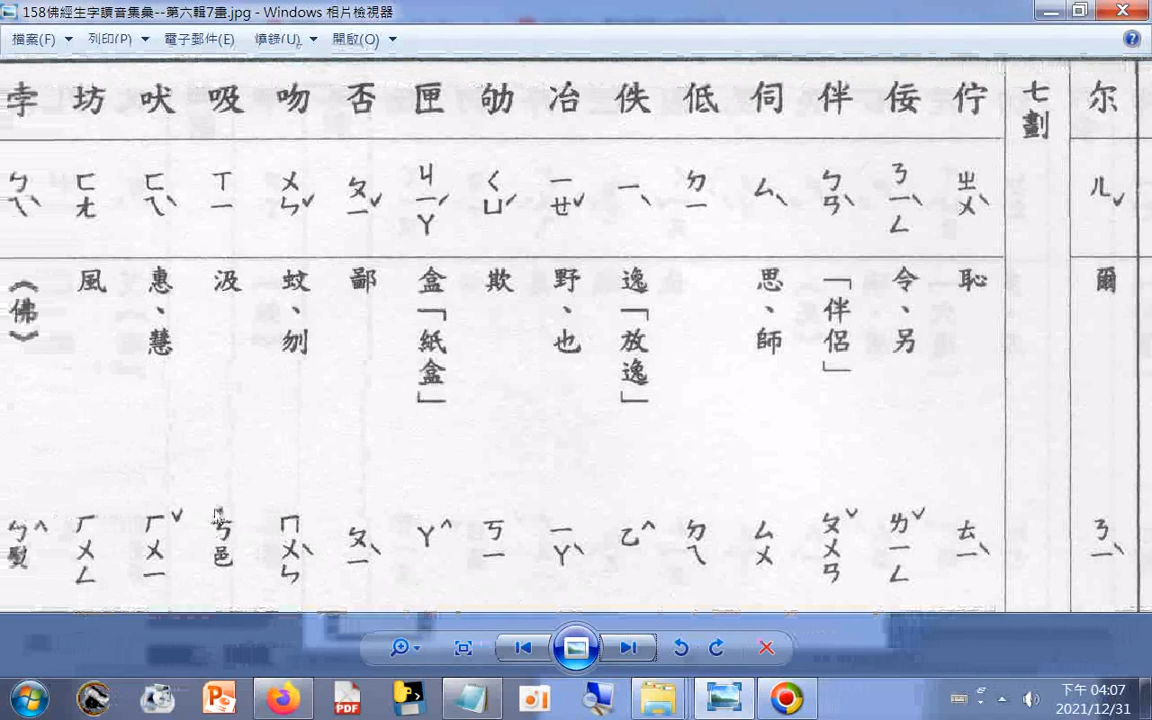 158佛經生字讀音集彙--第六輯7畫.jpg - Windows 相片檢視器
檔案(F) 列印(P) 電子郵件(E) 燒錄(U) 開啟(O)
尔 ㄦˇ 爾 ㄋㄧˋ
七劃
佇 ㄓㄨˋ 恥 ㄊㄧˋ
佞 ㄋㄧㄥˋ 令、另 ㄌㄧㄥˇ
伴 ㄅㄢˋ 「伴侶」 ㄆㄨㄢˇ
伺 ㄙˋ 思、師 ㄙㄨ
低 ㄉㄧ ㄉㄟ
佚 ㄧˋ 逸「放逸」 ㄛ^
冶 ㄧㄝˇ 野、也 ㄧㄚˋ
劬 ㄑㄩˊ 欺 ㄎㄧ
匣 ㄐㄧㄚˊ 盒「紙盒」 ㄚ^
否 ㄆㄧˇ 鄙 ㄆㄧˋ
吻 ㄨㄣˇ 蚊、刎 ㄇㄨㄣˋ
吸 ㄒㄧ 汲 ㄎ邑
吠 ㄈㄟˋ 惠、慧 ㄏㄨㄧˇ
坊 ㄈㄤ 風 ㄏㄨㄥ
孛 ㄅㄟˋ 《佛》
下午 04:07
2021/12/31